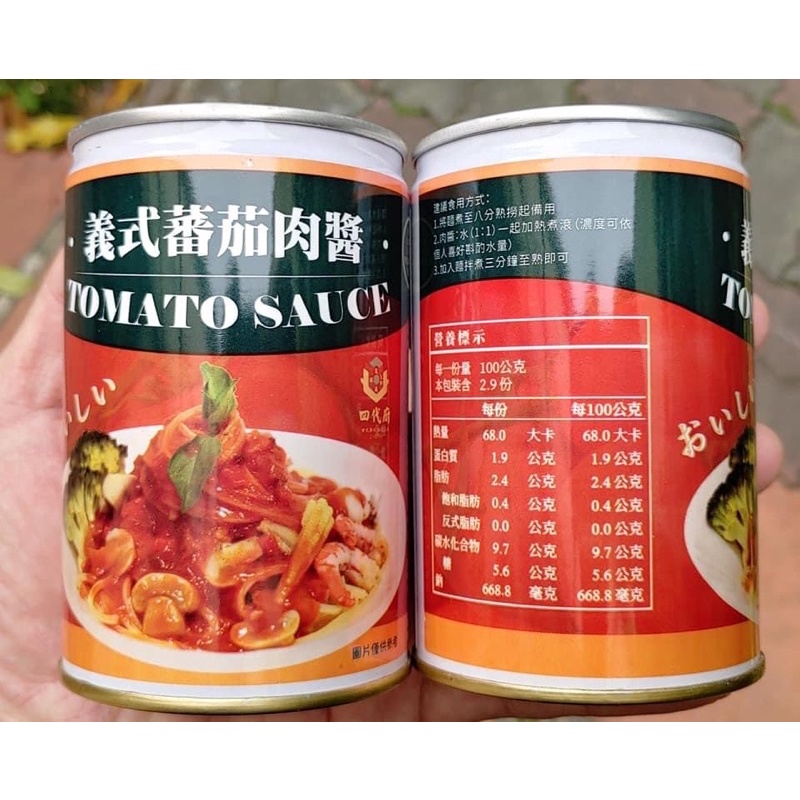 ·義式蕃茄肉醬·
TOMATO SAUCE
いしい
四代府
圖片僅供參考
建議食用方式:
1.將麵煮至八分熟撈起備用
2.肉醬:水(1:1)一起加熱煮滾(濃度可依
個人喜好斟酌水量)
3.加入麵拌煮三分鐘至熟即可
營養標示
每一份量 100公克
本包裝含 2.9份
每份 每100公克
熱量 68.0 大卡 68.0大卡
蛋白質 1.9 公克 1.9公克
脂肪 2.4 公克 2.4公克
飽和脂肪 0.4 公克 0.4公克
反式脂肪 0.0 公克 0.0公克
碳水化合物 9.7 公克 9.7公克
糖 5.6 公克 5.6公克
鈉 668.8 毫克 668.8毫克
·義
TO
おいし